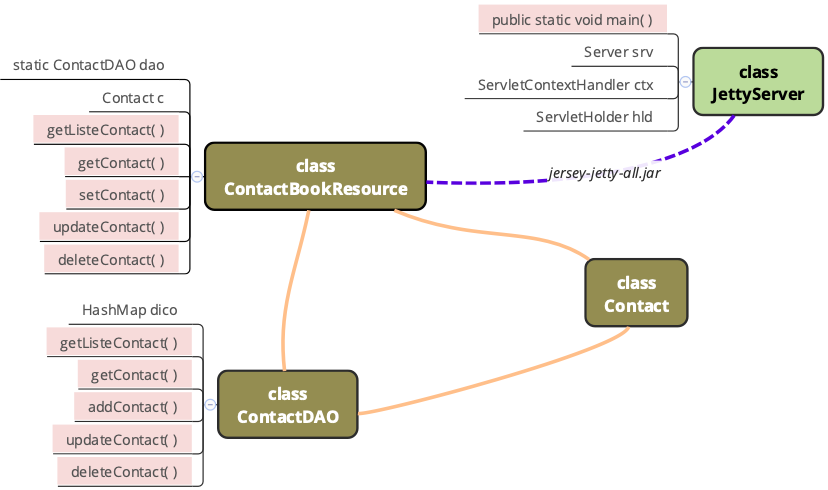 public static void main( )
Server srv
ServletContextHandler ctx
ServletHolder hld
class
JettyServer
static ContactDAO dao
Contact c
getListeContact( )
getContact( )
setContact( )
updateContact( )
deleteContact( )
class
ContactBookResource
jersey-jetty-all.jar
class
Contact
HashMap dico
getListeContact( )
getContact( )
addContact( )
updateContact( )
deleteContact( )
class
ContactDAO